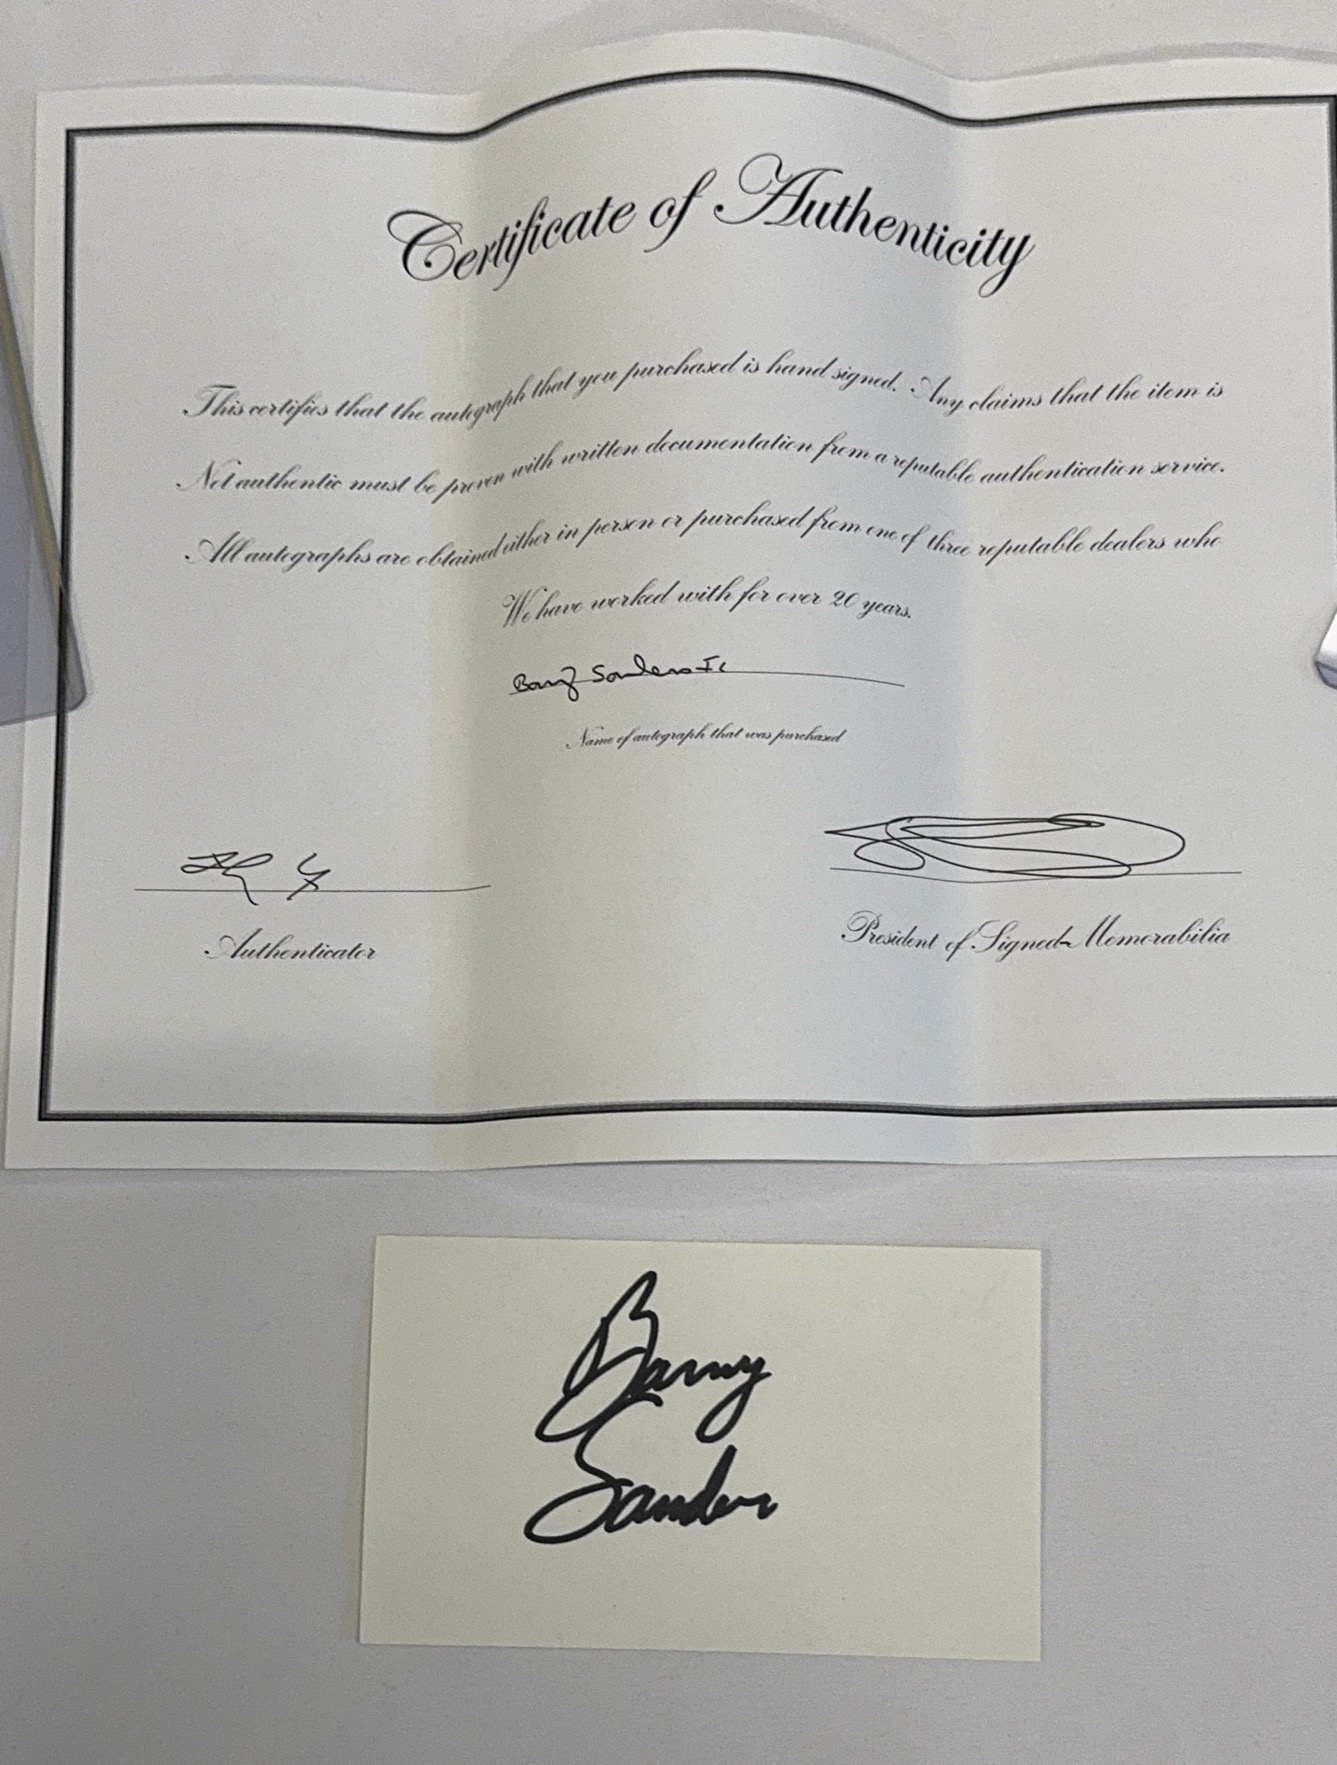 Certificate of Authenticity
This certifies that the autograph that you purchased is hand signed. Any claims that the item is
Not authentic must be proven with written documentation from a reputable authentication service.
All autographs are obtained either in person or purchased from one of three reputable dealers who
We have worked with for over 20 years.
Barry Sanders Ic
Name of autograph that was purchased
Authenticator
President of Signed Memorabilia
Barry
Sanders